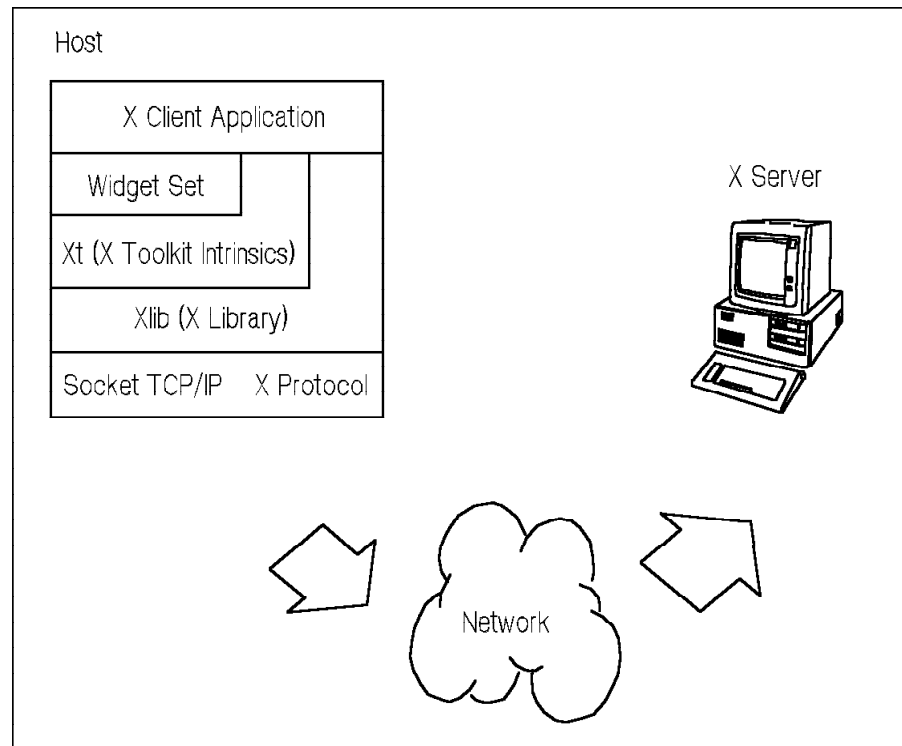 Host
X Client Application
Widget Set
Xt (X Toolkit Intrinsics)
Xlib (X Library)
Socket TCP/IP X Protocol
X Server
Network